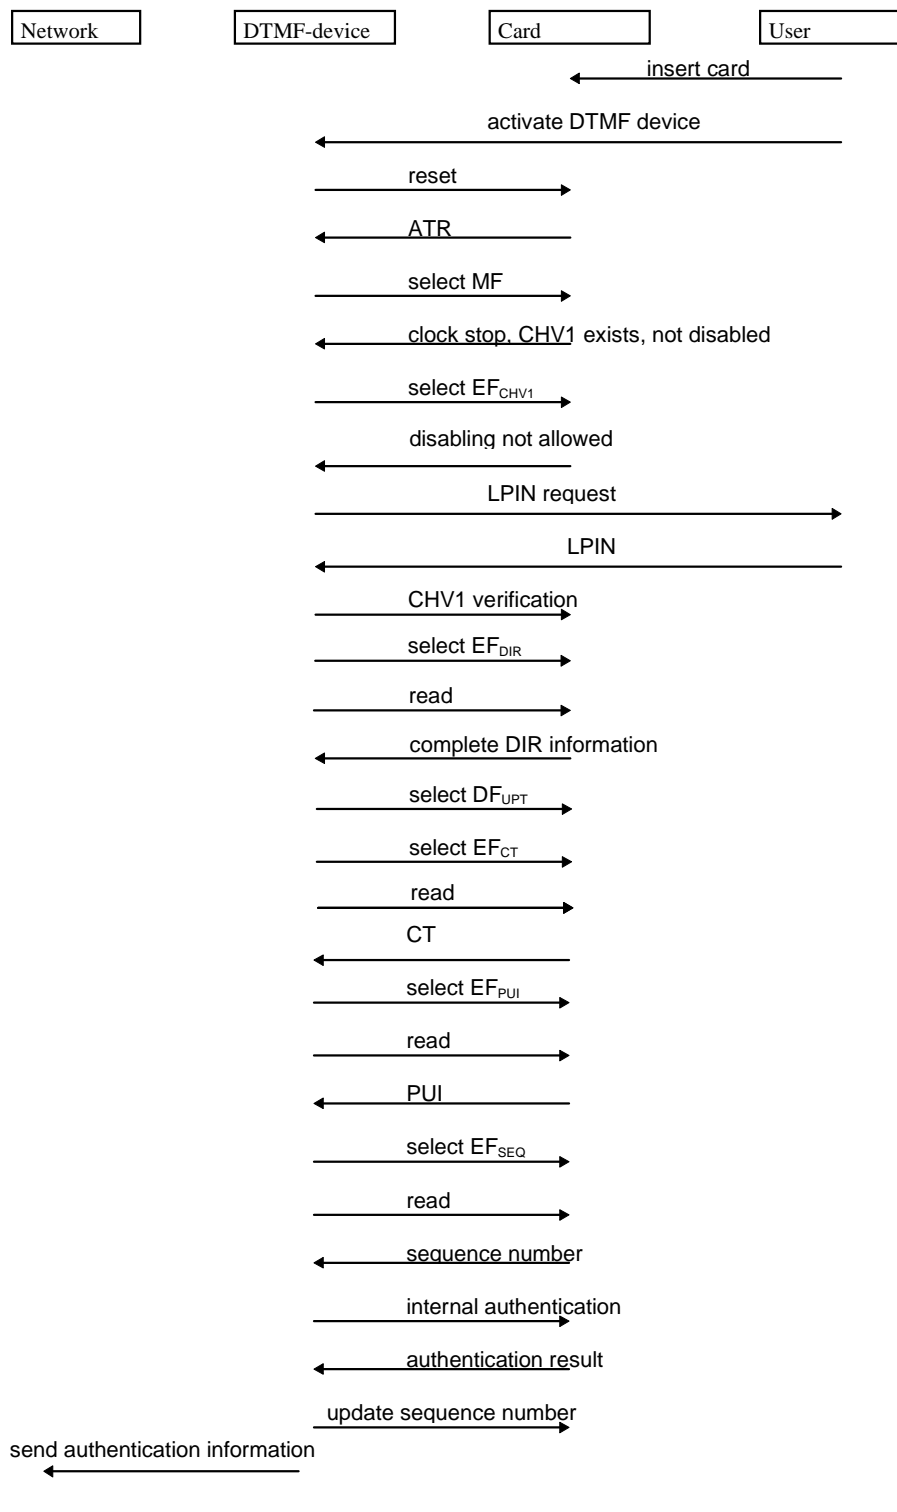 Network DTMF-device Card User
insert card
activate DTMF device
reset
ATR
select MF
clock stop, CHV1 exists, not disabled
select EFCHV1
disabling not allowed
LPIN request
LPIN
CHV1 verification
select EFDIR
read
complete DIR information
select DFUPT
select EFCT
read
CT
select EFPUI
read
PUI
select EFSEQ
read
sequence number
internal authentication
authentication result
update sequence number
send authentication information